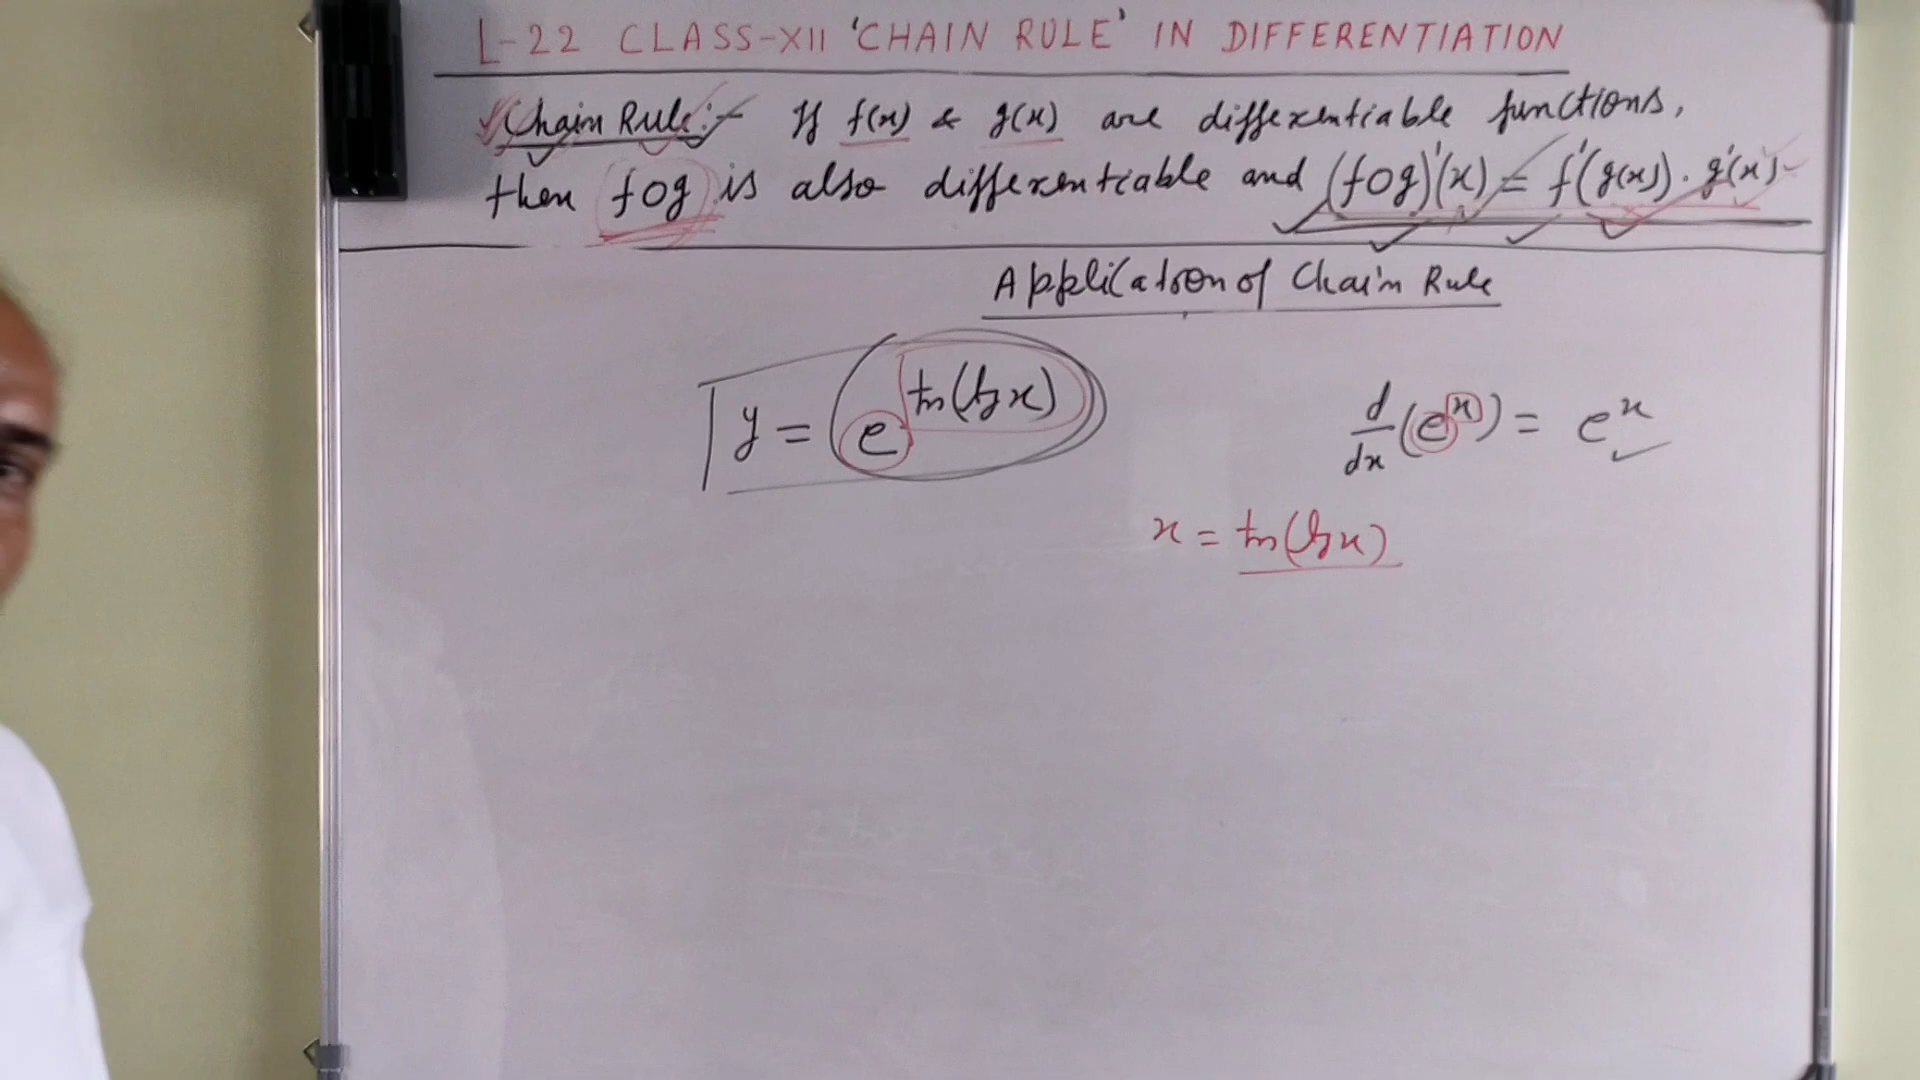 L-22 CLASS-XII 'CHAIN RULE' IN DIFFERENTIATION
Chain Rule:- If f(x) & g(x) are differentiable functions,
then fog is also differentiable and (fog)'(x) = f'(g(x)).g'(x)
Application of Chain Rule
y = e^tan(log x)
d/dx (e^x) = e^x
x = tan(log x)